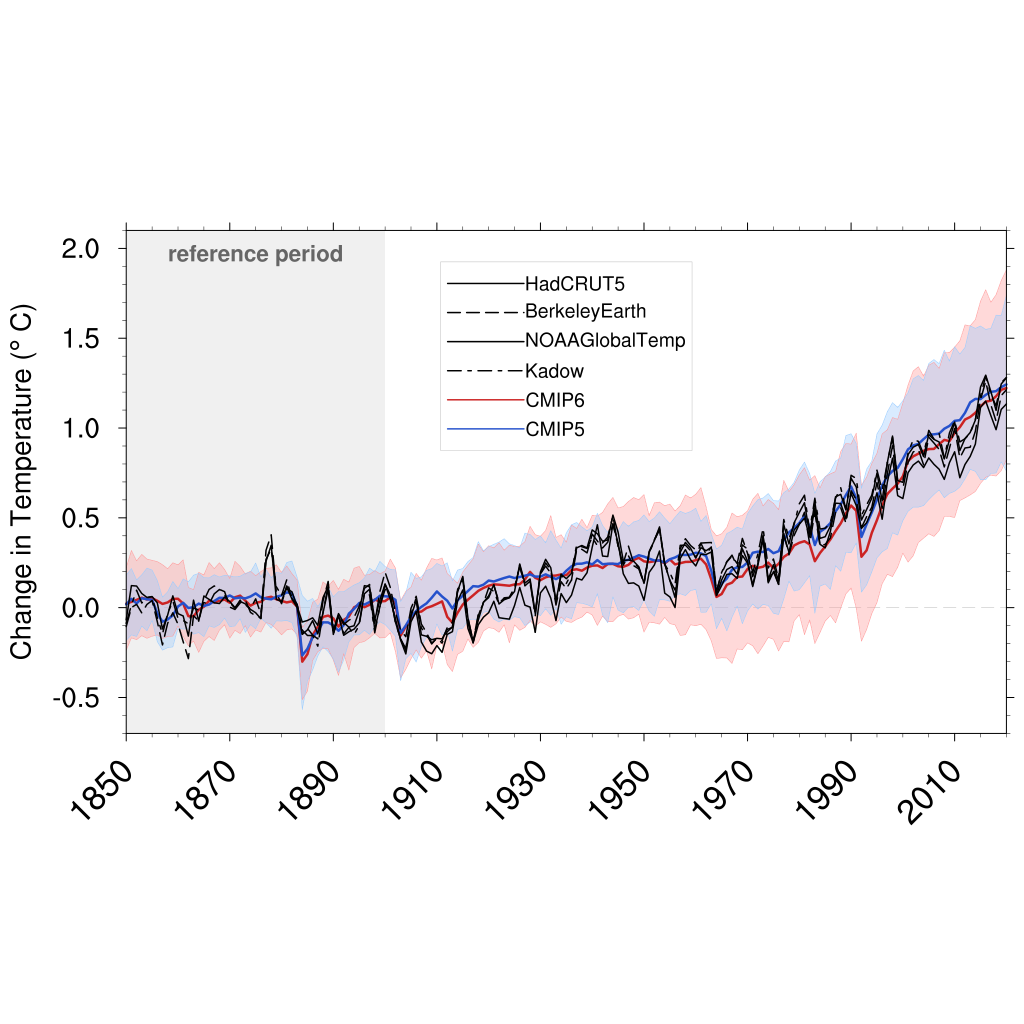 reference period
HadCRUT5
BerkeleyEarth
NOAAGlobalTemp
Kadow
CMIP6
CMIP5
Change in Temperature (° C)
2.0
1.5
1.0
0.5
0.0
-0.5
1850 1870 1890 1910 1930 1950 1970 1990 2010